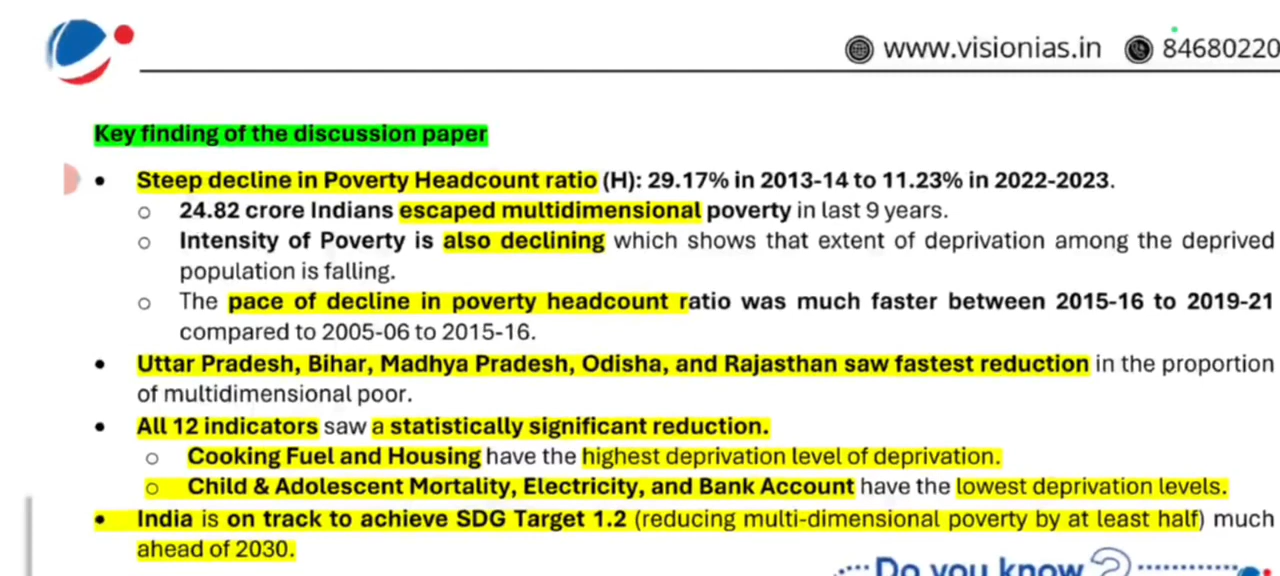 www.visionias.in 84680220
Key finding of the discussion paper
• Steep decline in Poverty Headcount ratio (H): 29.17% in 2013-14 to 11.23% in 2022-2023.
o 24.82 crore Indians escaped multidimensional poverty in last 9 years.
o Intensity of Poverty is also declining which shows that extent of deprivation among the deprived
population is falling.
o The pace of decline in poverty headcount ratio was much faster between 2015-16 to 2019-21
compared to 2005-06 to 2015-16.
• Uttar Pradesh, Bihar, Madhya Pradesh, Odisha, and Rajasthan saw fastest reduction in the proportion
of multidimensional poor.
• All 12 indicators saw a statistically significant reduction.
o Cooking Fuel and Housing have the highest deprivation level of deprivation.
o Child & Adolescent Mortality, Electricity, and Bank Account have the lowest deprivation levels.
• India is on track to achieve SDG Target 1.2 (reducing multi-dimensional poverty by at least half) much
ahead of 2030.
Do you know ?